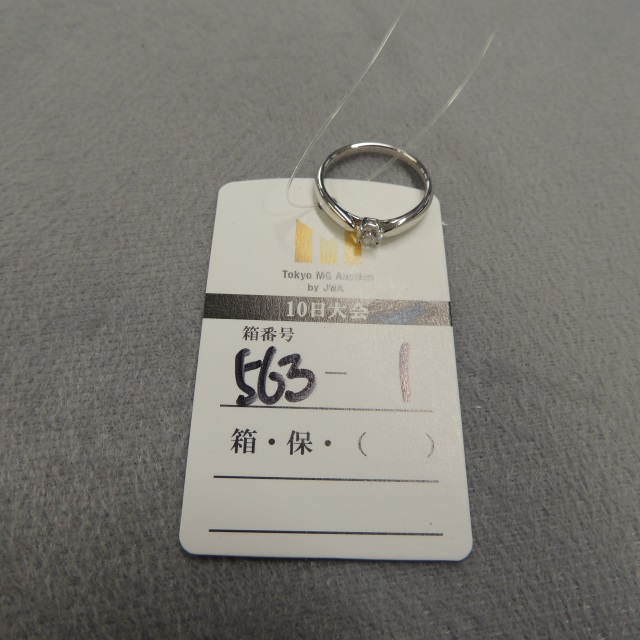 Tokyo MG Auction
by JWA
10日大会
箱番号
563 - 1
箱・保・（　　）